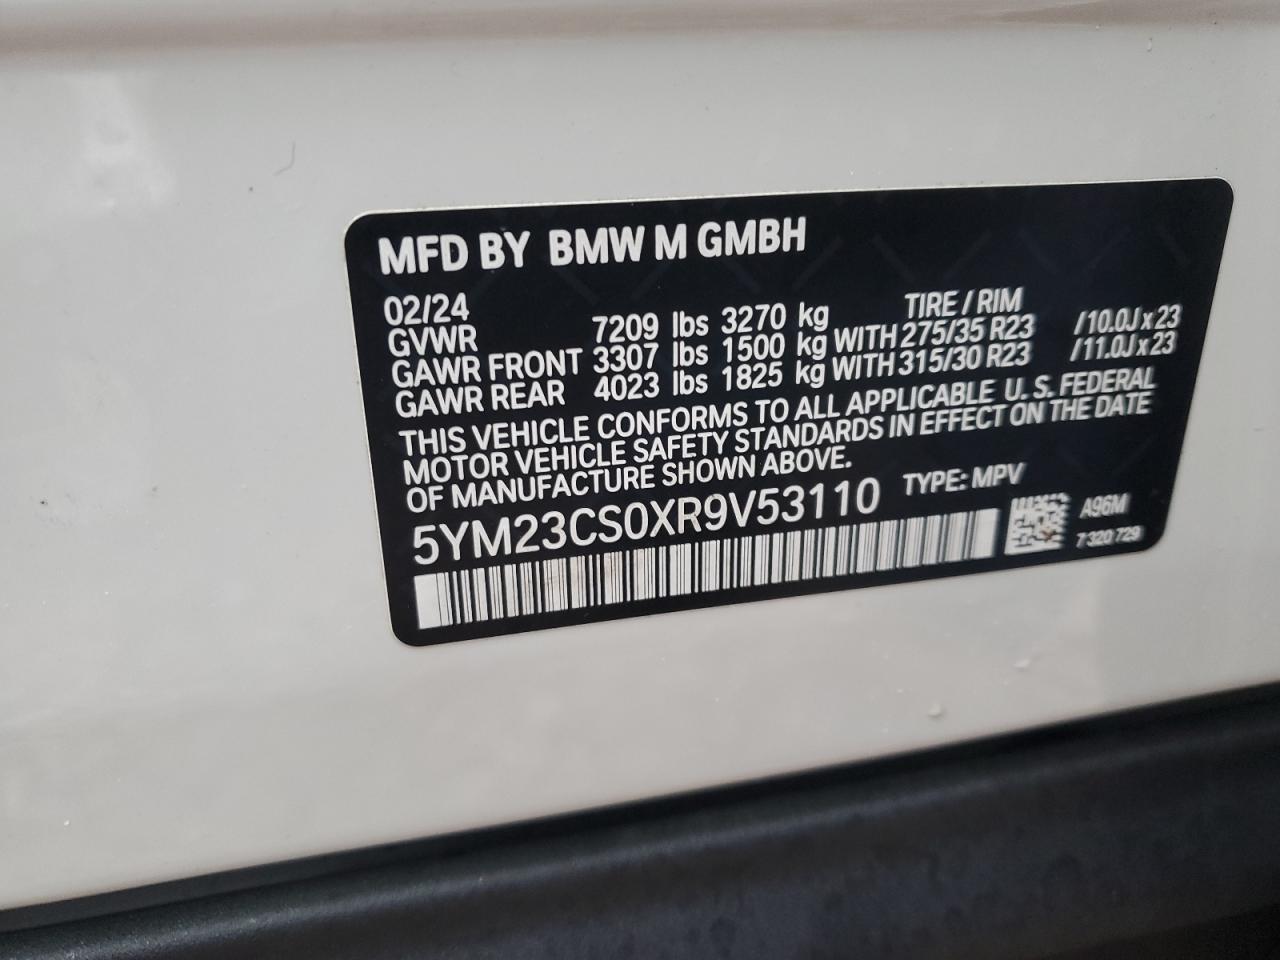 MFD BY BMW M GMBH
02/24
TIRE / RIM
GVWR 7209 lbs 3270 kg
GAWR FRONT 3307 lbs 1500 kg WITH 275/35 R23 /10.0J x 23
GAWR REAR 4023 lbs 1825 kg WITH 315/30 R23 /11.0J x 23
THIS VEHICLE CONFORMS TO ALL APPLICABLE U. S. FEDERAL
MOTOR VEHICLE SAFETY STANDARDS IN EFFECT ON THE DATE
OF MANUFACTURE SHOWN ABOVE.
5YM23CS0XR9V53110 TYPE: MPV
A96M
7 320 729